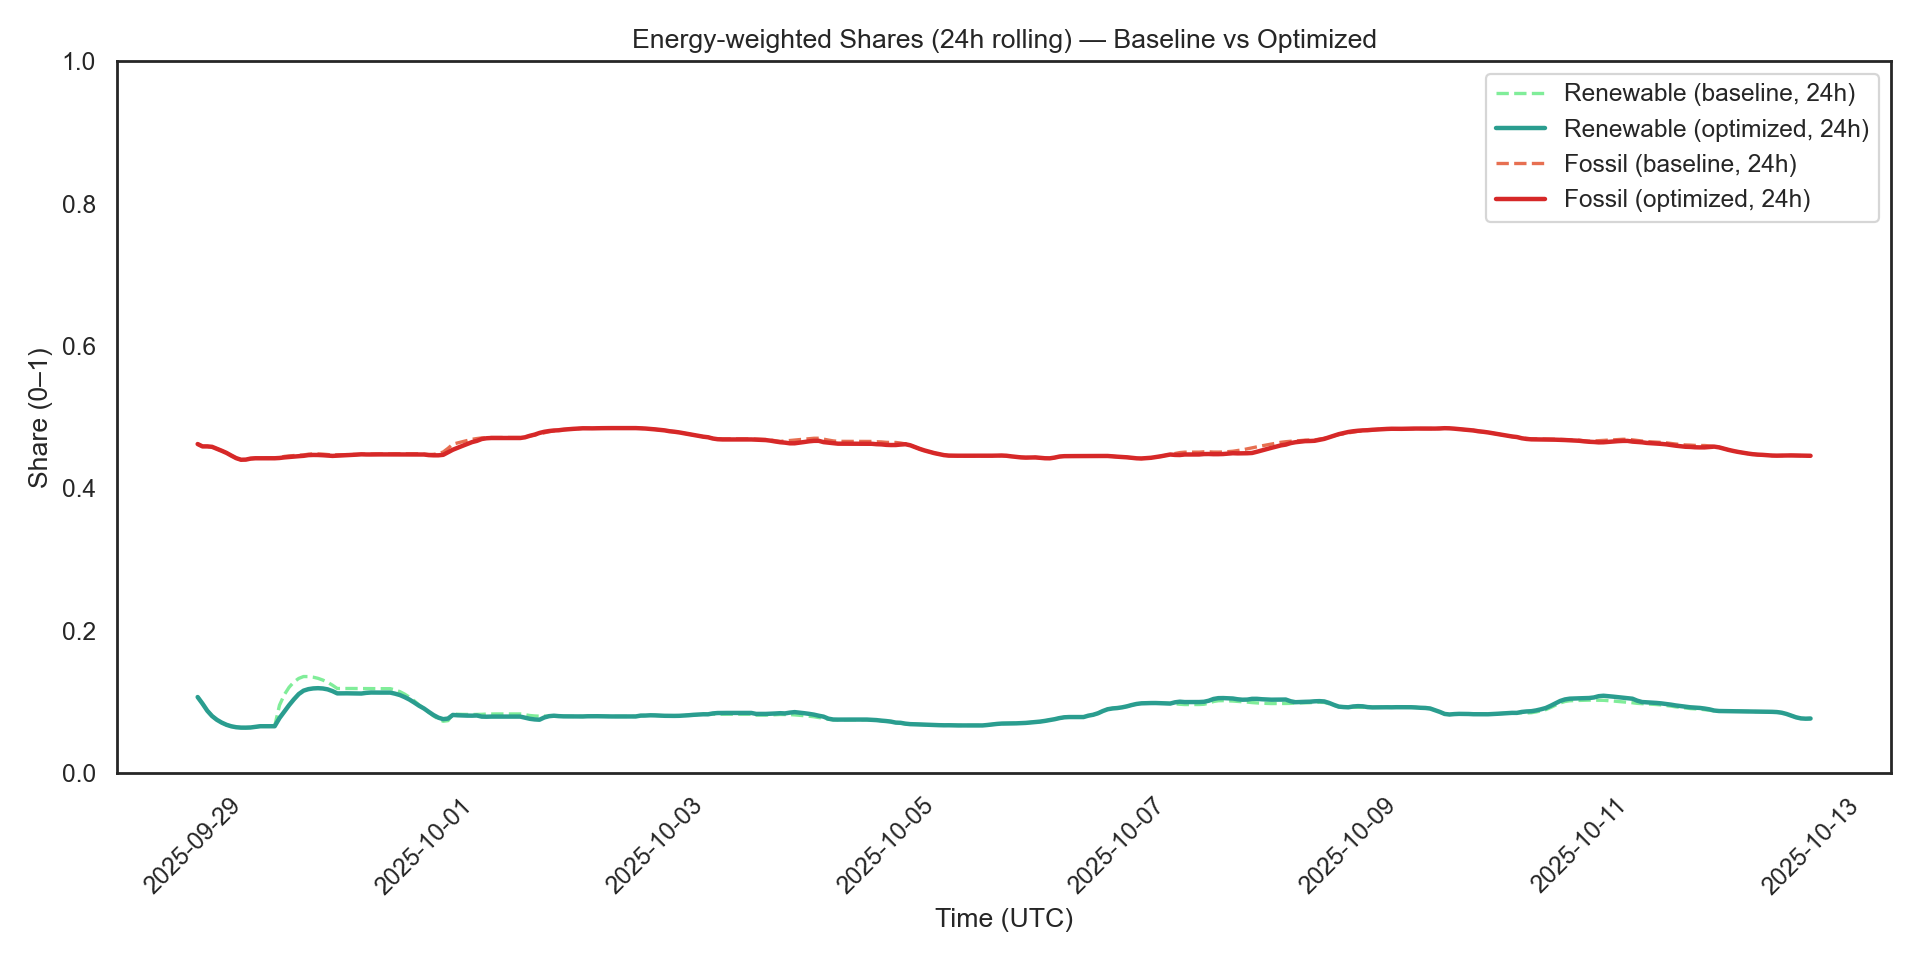 Energy-weighted Shares (24h rolling) — Baseline vs Optimized
1.0
0.8
0.6
0.4
0.2
0.0
Share (0–1)
Renewable (baseline, 24h)
Renewable (optimized, 24h)
Fossil (baseline, 24h)
Fossil (optimized, 24h)
2025-09-29
2025-10-01
2025-10-03
2025-10-05
2025-10-07
2025-10-09
2025-10-11
2025-10-13
Time (UTC)